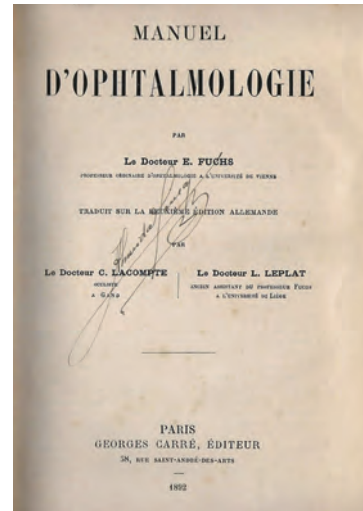 MANUEL
D'OPHTALMOLOGIE
PAR
Le Docteur E. FUCHS
PROFESSEUR ORDINAIRE D'OPHTALMOLOGIE A L'UNIVERSITÉ DE VIENNE
TRADUIT SUR LA DEUXIÈME ÉDITION ALLEMANDE
PAR
Le Docteur C. LACOMPTE
OCULISTE
A GAND
Le Docteur L. LEPLAT
ANCIEN ASSISTANT DU PROFESSEUR FUCHS
A L'UNIVERSITÉ DE LIÈGE
PARIS
GEORGES CARRÉ, ÉDITEUR
58, RUE SAINT-ANDRÉ-DES-ARTS
1892